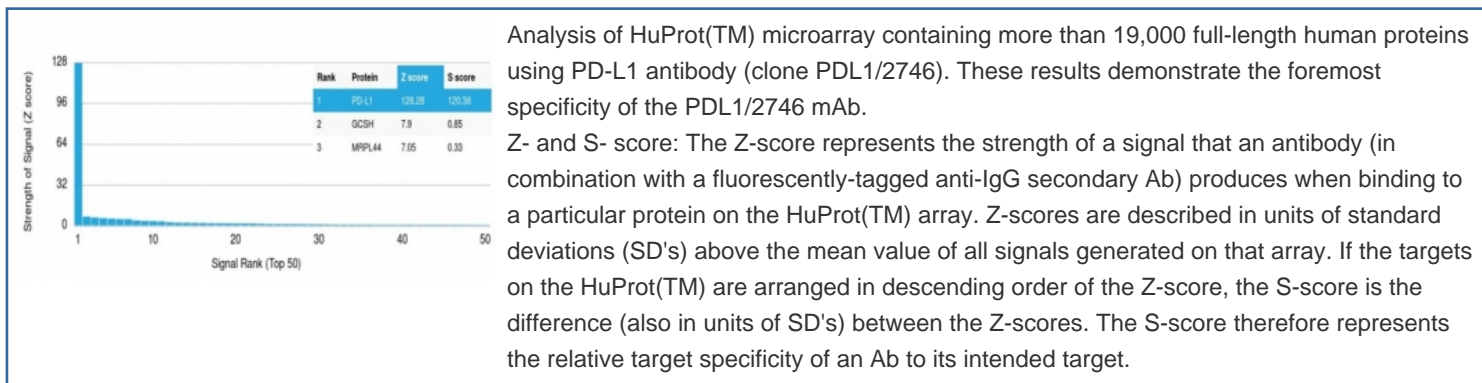 Strength of Signal (Z score)
128
96
64
32
0
1 10 20 30 40 50
Signal Rank (Top 50)
Rank Protein Z score S score
1 PD-L1 128.28 120.38
2 GCSH 7.9 0.85
3 MRPL44 7.05 0.33
Analysis of HuProt(TM) microarray containing more than 19,000 full-length human proteins
using PD-L1 antibody (clone PDL1/2746). These results demonstrate the foremost
specificity of the PDL1/2746 mAb.
Z- and S- score: The Z-score represents the strength of a signal that an antibody (in
combination with a fluorescently-tagged anti-IgG secondary Ab) produces when binding to
a particular protein on the HuProt(TM) array. Z-scores are described in units of standard
deviations (SD's) above the mean value of all signals generated on that array. If the targets
on the HuProt(TM) are arranged in descending order of the Z-score, the S-score is the
difference (also in units of SD's) between the Z-scores. The S-score therefore represents
the relative target specificity of an Ab to its intended target.